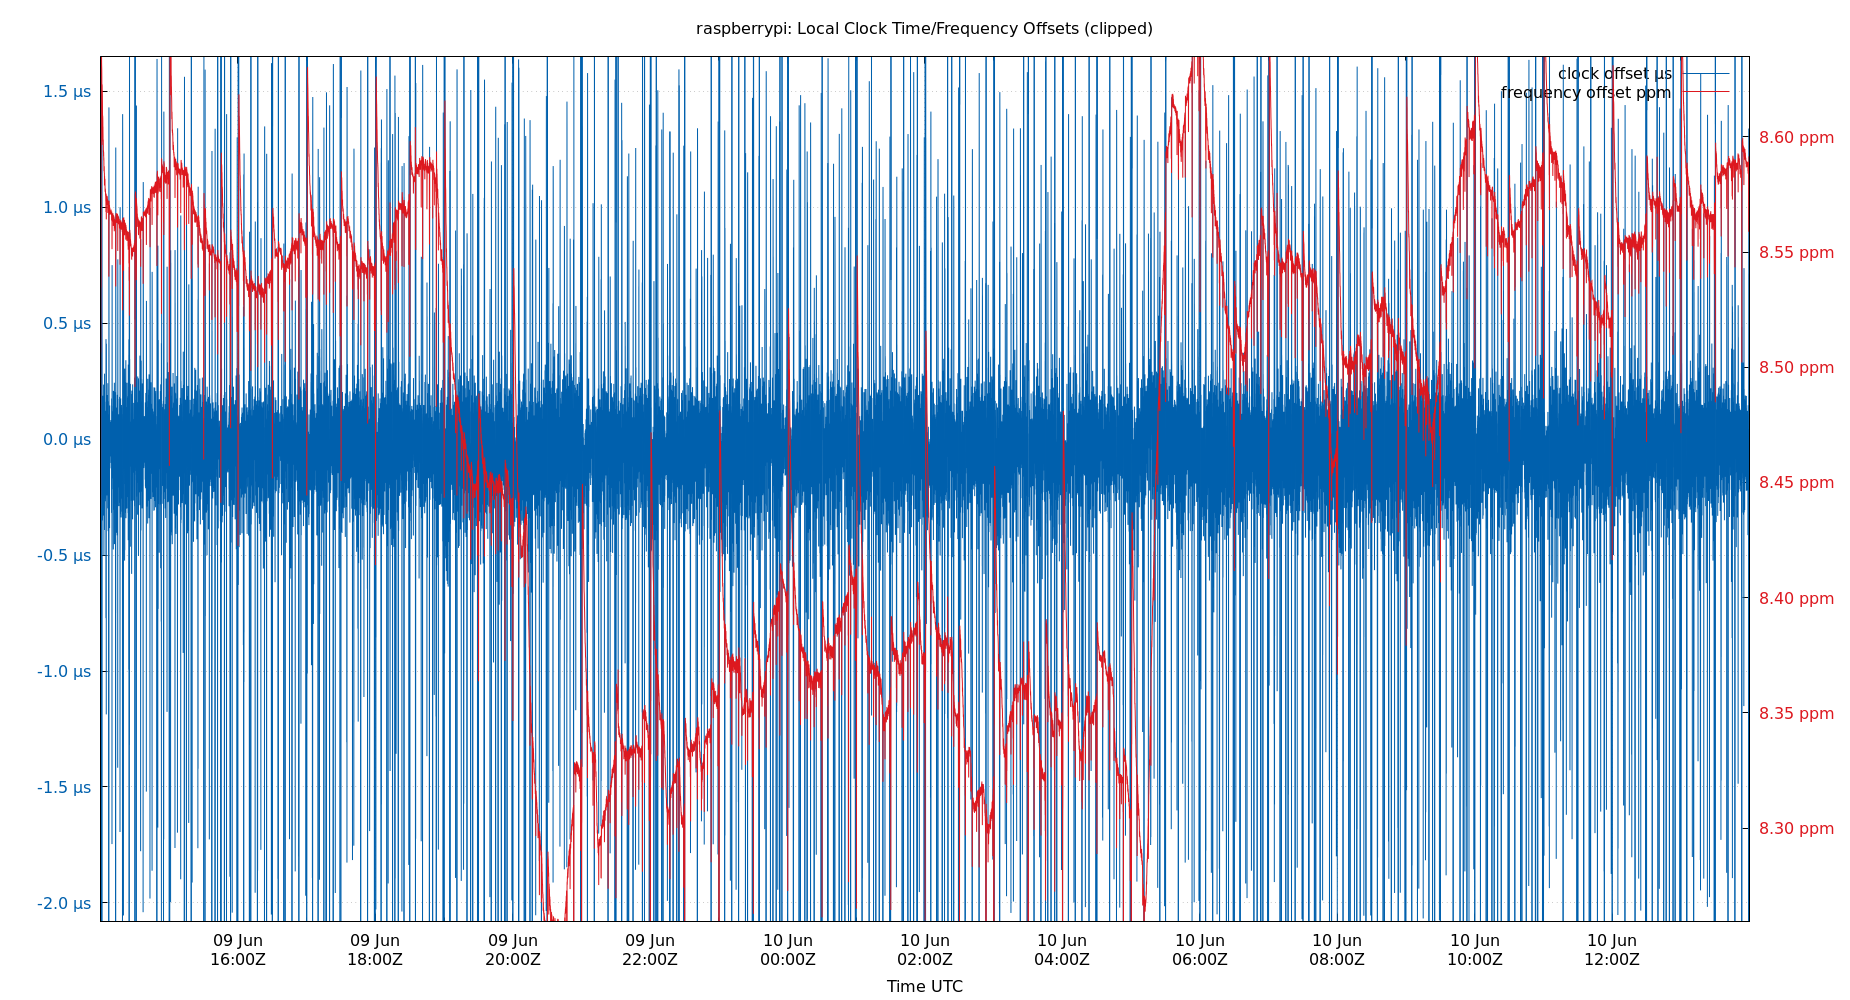 raspberrypi: Local Clock Time/Frequency Offsets (clipped)
clock offset µs
frequency offset ppm
1.5 µs
1.0 µs
0.5 µs
0.0 µs
-0.5 µs
-1.0 µs
-1.5 µs
-2.0 µs
8.60 ppm
8.55 ppm
8.50 ppm
8.45 ppm
8.40 ppm
8.35 ppm
8.30 ppm
09 Jun 09 Jun 09 Jun 09 Jun 10 Jun 10 Jun 10 Jun 10 Jun 10 Jun 10 Jun 10 Jun
16:00Z 18:00Z 20:00Z 22:00Z 00:00Z 02:00Z 04:00Z 06:00Z 08:00Z 10:00Z 12:00Z
Time UTC